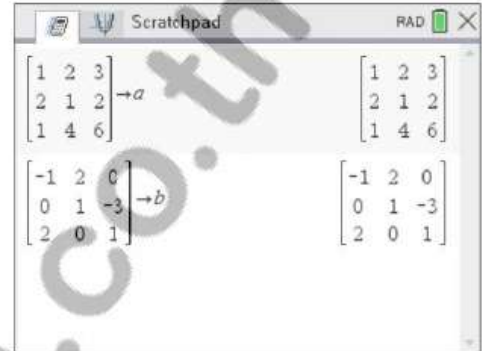 Scratchpad RAD
1 2 3
2 1 2 →a
1 4 6
1 2 3
2 1 2
1 4 6
-1 2 0
0 1 -3 →b
2 0 1
-1 2 0
0 1 -3
2 0 1
co.th